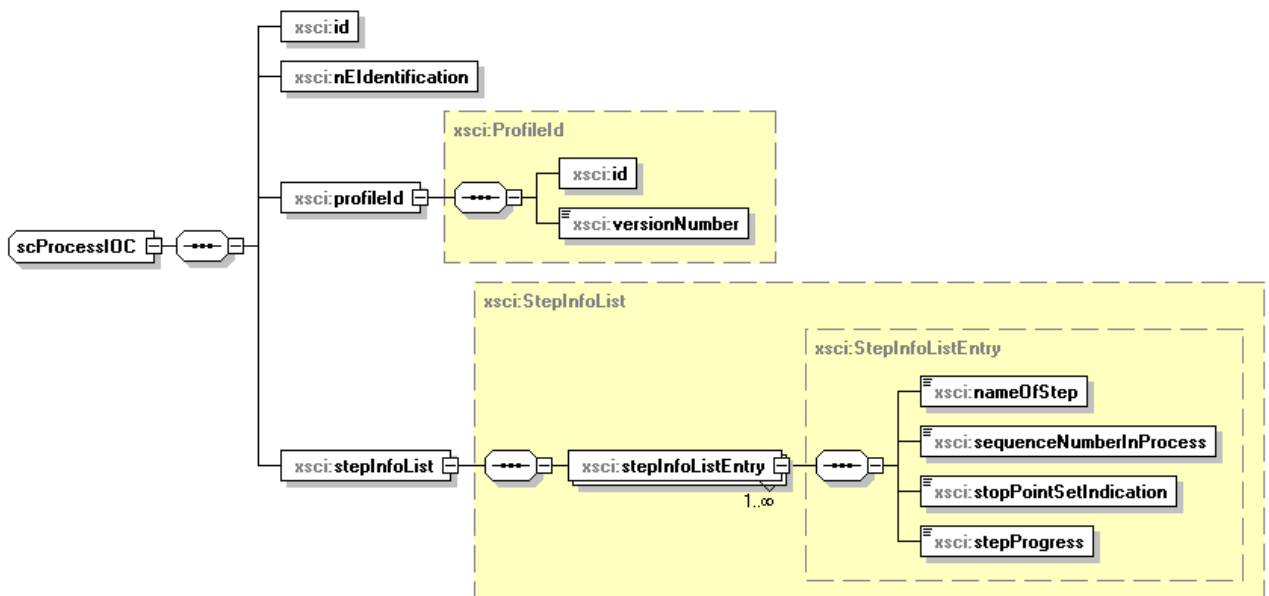 xsci:id
xsci:nEIdentification
xsci:ProfileId
xsci:id
xsci:profileId
xsci:versionNumber
scProcessIOC
xsci:StepInfoList
xsci:StepInfoListEntry
xsci:nameOfStep
xsci:sequenceNumberInProcess
xsci:stepInfoList
xsci:stepInfoListEntry
1..∞
xsci:stopPointSetIndication
xsci:stepProgress